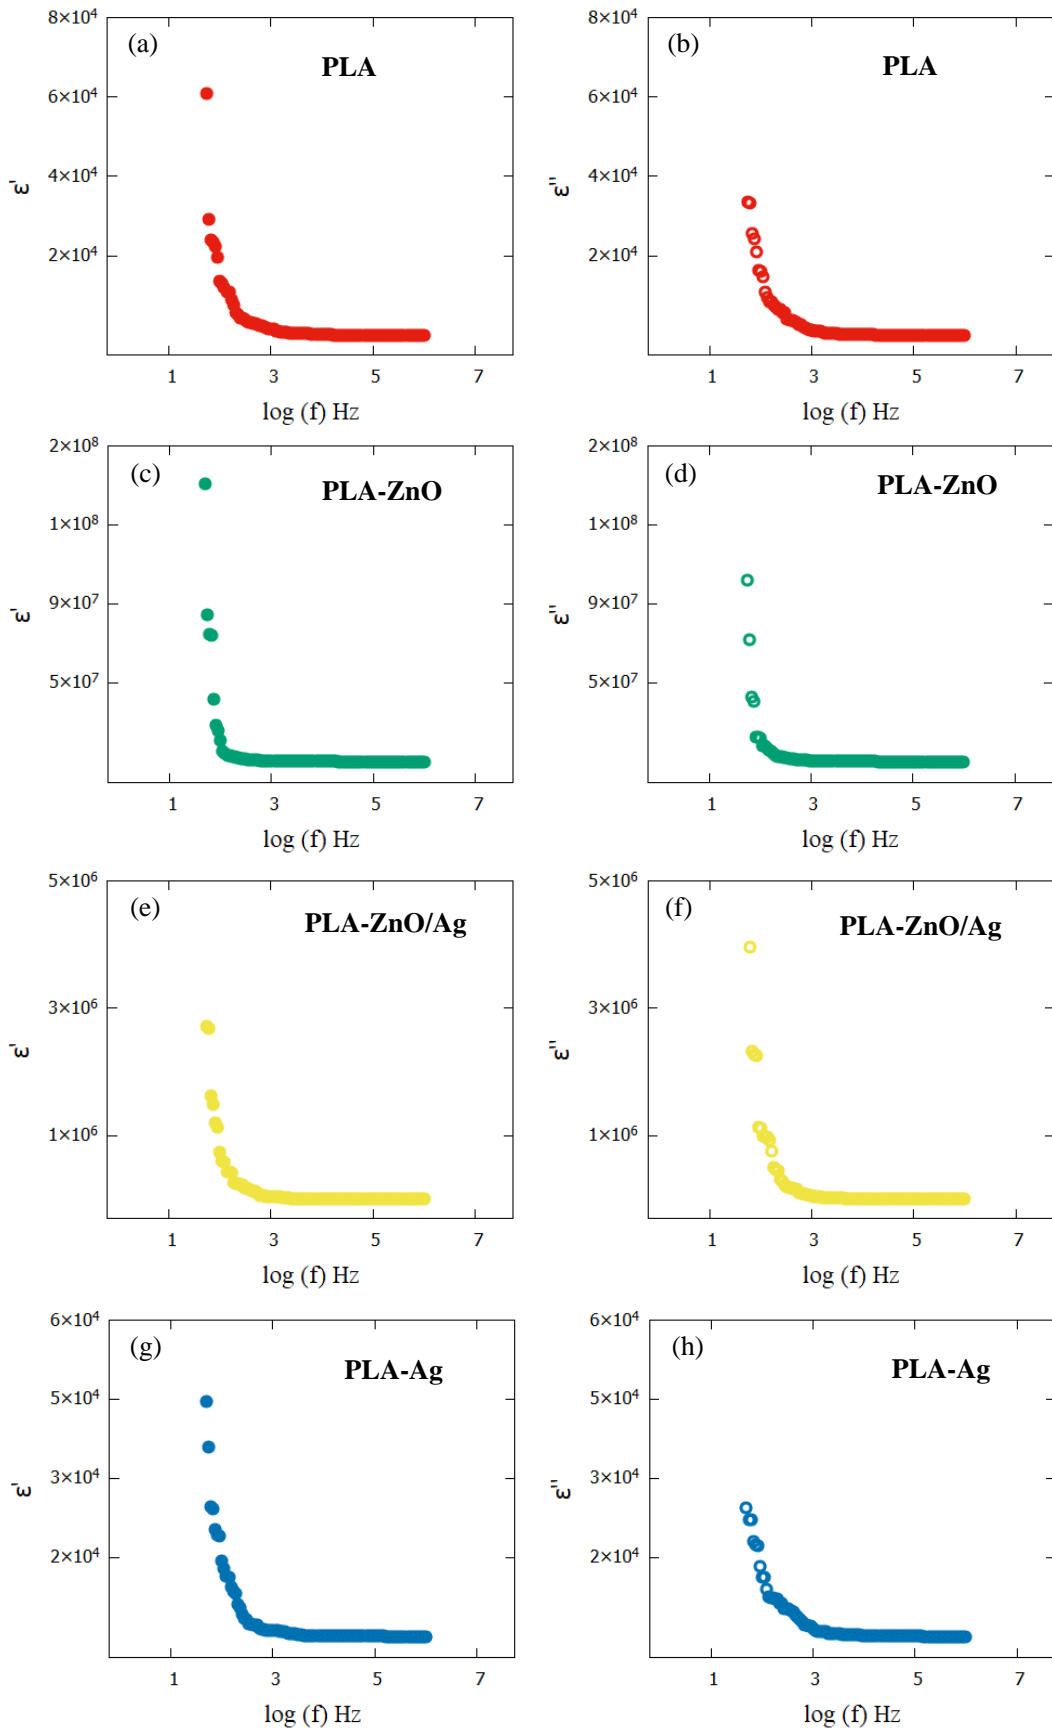 8×10⁴
(a)
PLA
6×10⁴
4×10⁴
2×10⁴
ε'
1 3 5 7
log (f) Hz
8×10⁴
(b)
PLA
6×10⁴
4×10⁴
2×10⁴
ε''
1 3 5 7
log (f) Hz
2×10⁸
(c)
PLA-ZnO
1×10⁸
9×10⁷
5×10⁷
ε'
1 3 5 7
log (f) Hz
2×10⁸
(d)
PLA-ZnO
1×10⁸
9×10⁷
5×10⁷
ε''
1 3 5 7
log (f) Hz
5×10⁶
(e)
PLA-ZnO/Ag
3×10⁶
1×10⁶
ε'
1 3 5 7
log (f) Hz
5×10⁶
(f)
PLA-ZnO/Ag
3×10⁶
1×10⁶
ε''
1 3 5 7
log (f) Hz
6×10⁴
(g)
PLA-Ag
5×10⁴
3×10⁴
2×10⁴
ε'
1 3 5 7
log (f) Hz
6×10⁴
(h)
PLA-Ag
5×10⁴
3×10⁴
2×10⁴
ε''
1 3 5 7
log (f) Hz